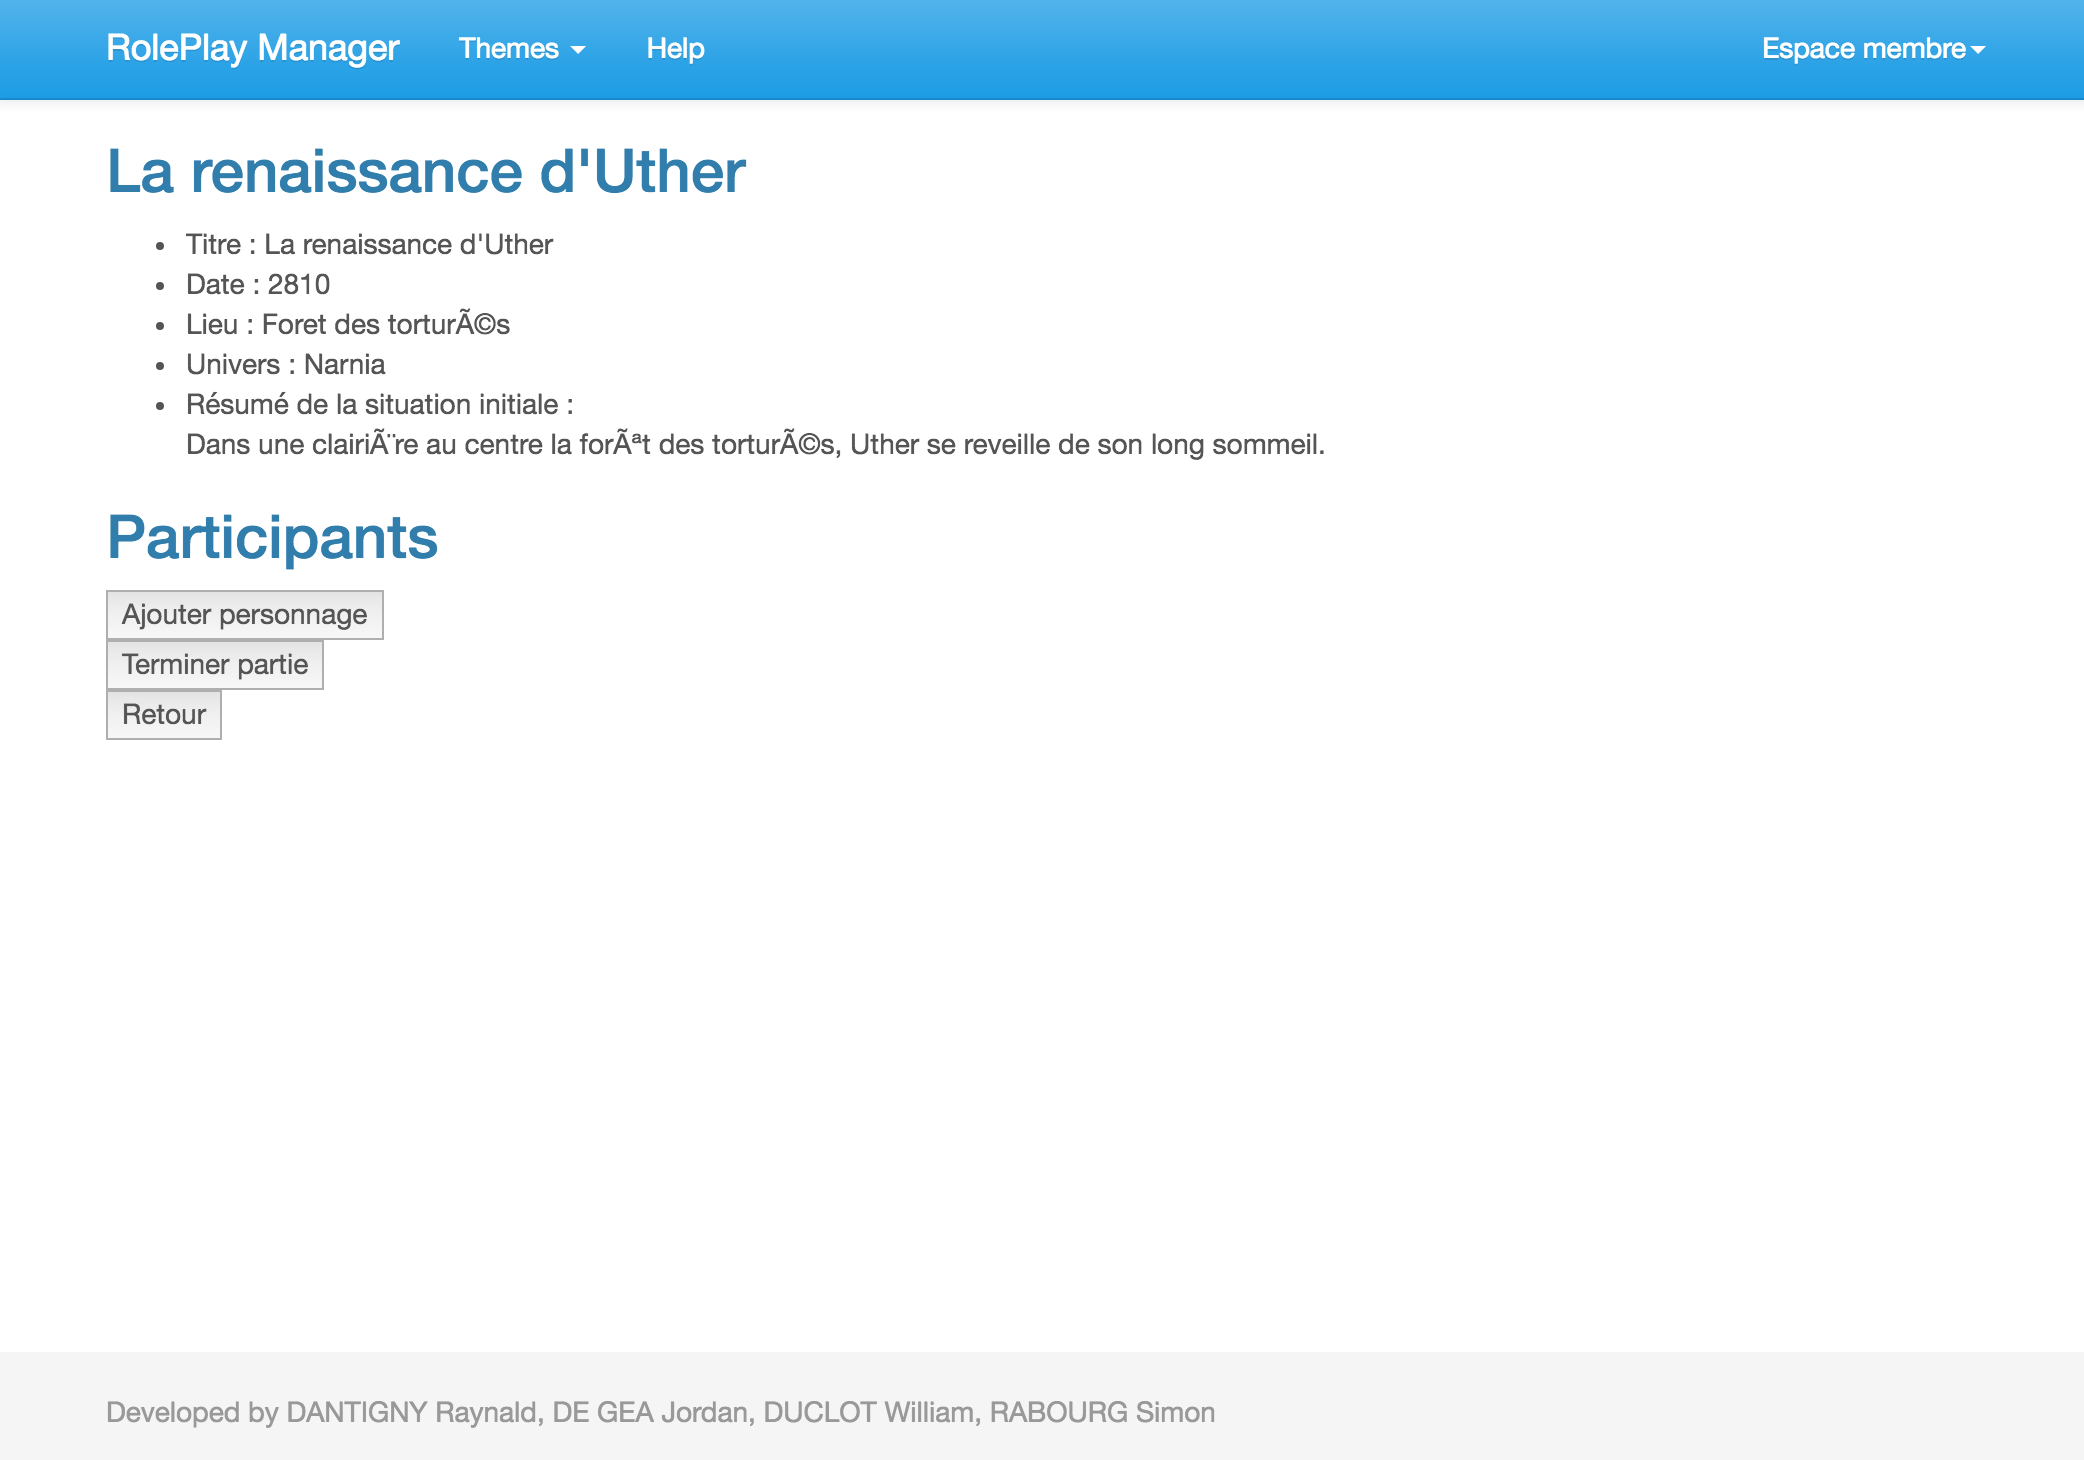 RolePlay Manager Themes Help Espace membre
La renaissance d'Uther
Titre : La renaissance d'Uther
Date : 2810
Lieu : Foret des torturÃ©s
Univers : Narnia
Résumé de la situation initiale :
Dans une clairiÃ¨re au centre la forÃªt des torturÃ©s, Uther se reveille de son long sommeil.
Participants
Ajouter personnage
Terminer partie
Retour
Developed by DANTIGNY Raynald, DE GEA Jordan, DUCLOT William, RABOURG Simon